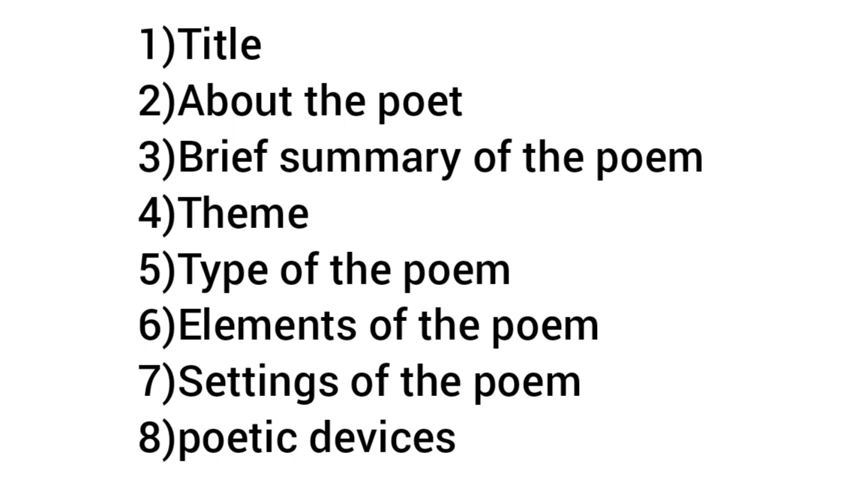 1)Title
2)About the poet
3)Brief summary of the poem
4)Theme
5)Type of the poem
6)Elements of the poem
7)Settings of the poem
8)poetic devices